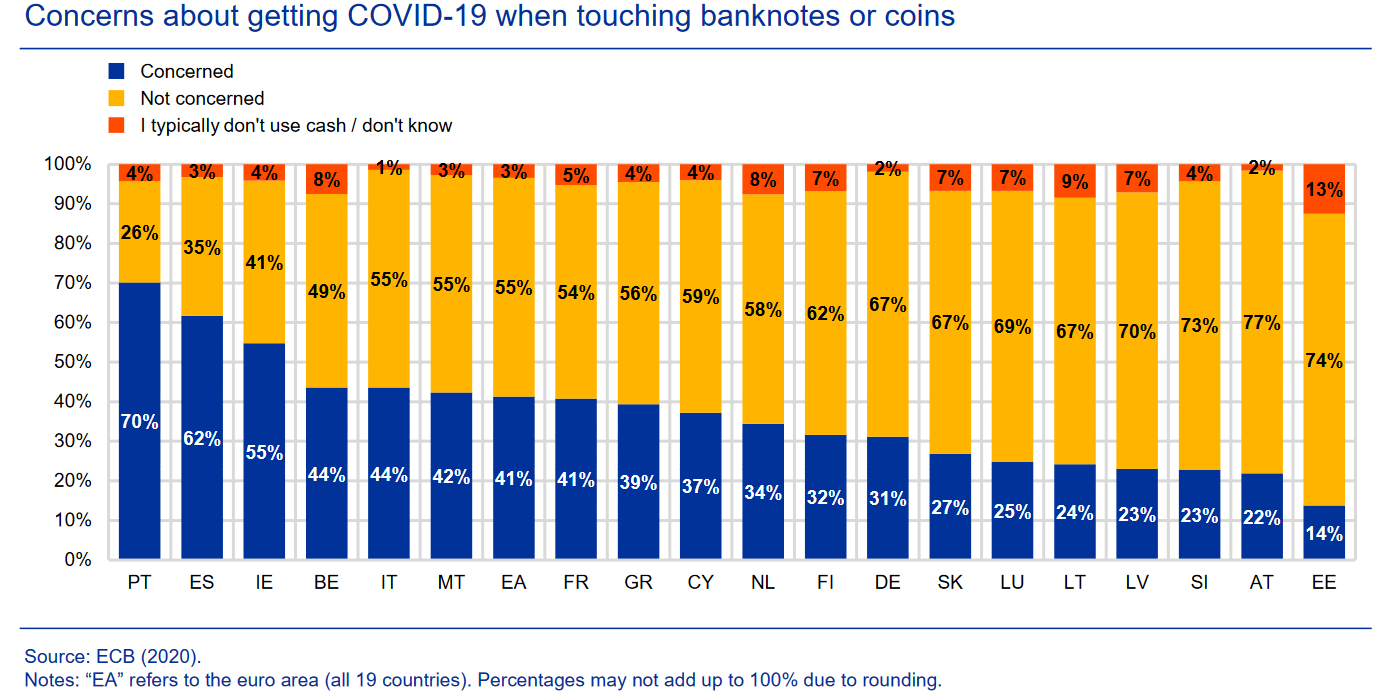 Concerns about getting COVID-19 when touching banknotes or coins
Concerned
Not concerned
I typically don't use cash / don't know
100%
90%
80%
70%
60%
50%
40%
30%
20%
10%
0%
4% 3% 4% 8% 1% 3% 3% 5% 4% 4% 8% 7% 2% 7% 7% 9% 7% 4% 2% 13%
26% 35% 41% 49% 55% 55% 55% 54% 56% 59% 58% 62% 67% 67% 69% 67% 70% 73% 77% 74%
70% 62% 55% 44% 44% 42% 41% 41% 39% 37% 34% 32% 31% 27% 25% 24% 23% 23% 22% 14%
PT ES IE BE IT MT EA FR GR CY NL FI DE SK LU LT LV SI AT EE
Source: ECB (2020).
Notes: “EA” refers to the euro area (all 19 countries). Percentages may not add up to 100% due to rounding.